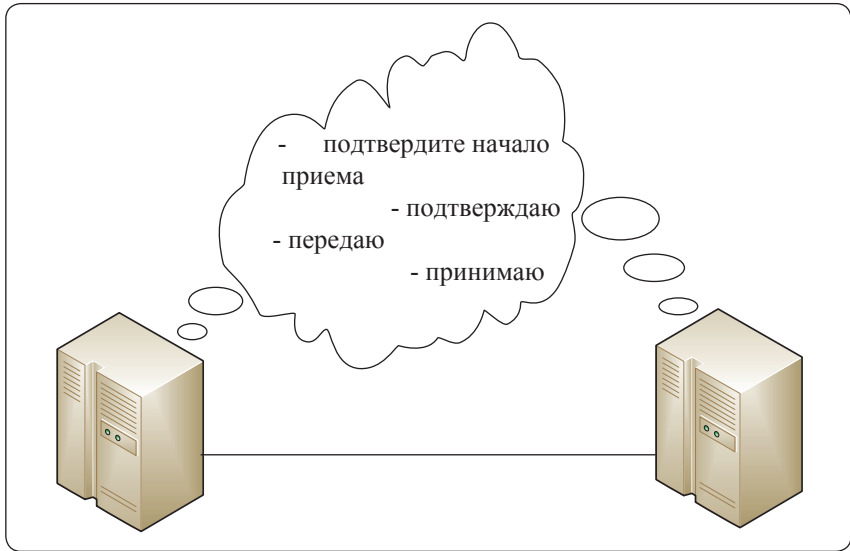 - подтвердите начало
приема
- подтверждаю
- передаю
- принимаю